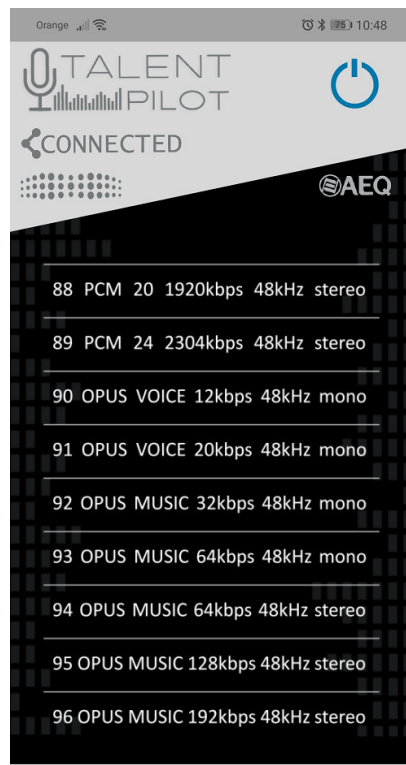 Orange 75 10:48
TALENT
PILOT
CONNECTED
AEQ
88 PCM 20 1920kbps 48kHz stereo
89 PCM 24 2304kbps 48kHz stereo
90 OPUS VOICE 12kbps 48kHz mono
91 OPUS VOICE 20kbps 48kHz mono
92 OPUS MUSIC 32kbps 48kHz mono
93 OPUS MUSIC 64kbps 48kHz mono
94 OPUS MUSIC 64kbps 48kHz stereo
95 OPUS MUSIC 128kbps 48kHz stereo
96 OPUS MUSIC 192kbps 48kHz stereo